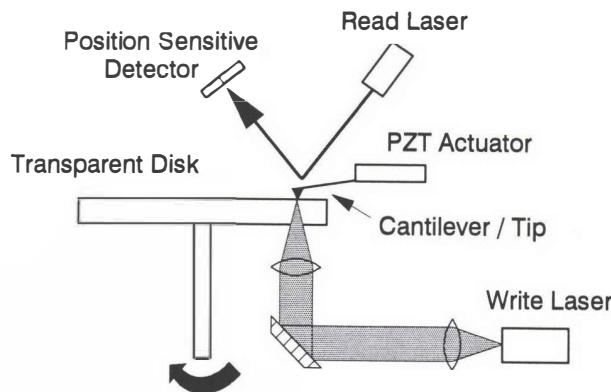 Position Sensitive
Detector
Read Laser
PZT Actuator
Transparent Disk
Cantilever / Tip
Write Laser